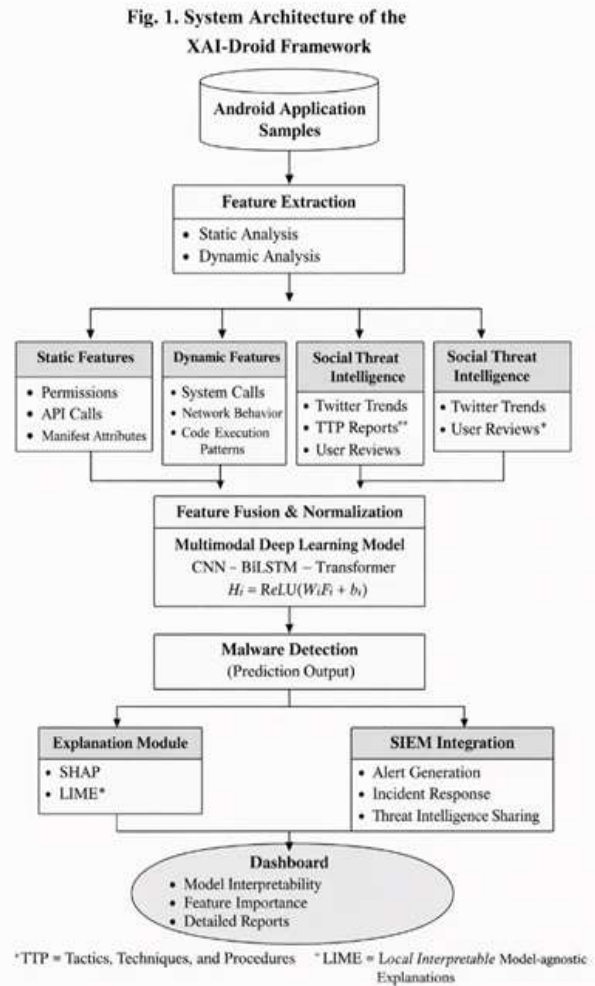 Fig. 1. System Architecture of the
XAI-Droid Framework
Android Application
Samples
Feature Extraction
• Static Analysis
• Dynamic Analysis
Static Features
• Permissions
• API Calls
• Manifest Attributes
Dynamic Features
• System Calls
• Network Behavior
• Code Execution
Patterns
Social Threat
Intelligence
• Twitter Trends
• TTP Reports**
• User Reviews
Social Threat
Intelligence
• Twitter Trends
• User Reviews*
Feature Fusion & Normalization
Multimodal Deep Learning Model
CNN – BiLSTM – Transformer
Hᵢ = ReLU(WᵢFᵢ + bᵢ)
Malware Detection
(Prediction Output)
Explanation Module
• SHAP
• LIME*
SIEM Integration
• Alert Generation
• Incident Response
• Threat Intelligence Sharing
Dashboard
• Model Interpretability
• Feature Importance
• Detailed Reports
*TTP = Tactics, Techniques, and Procedures
*LIME = Local Interpretable Model-agnostic
Explanations